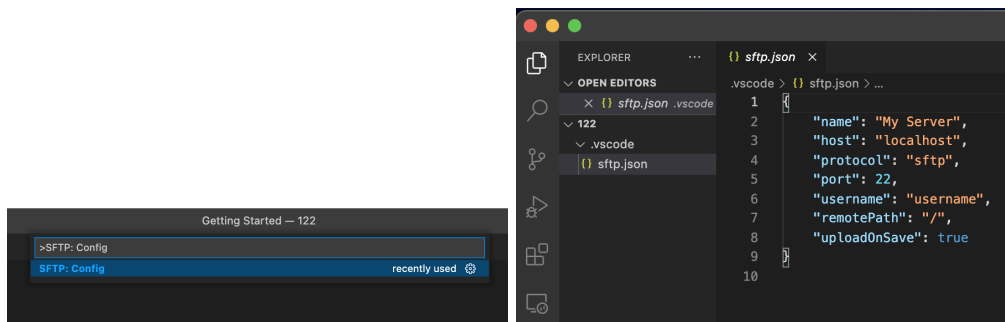 Getting Started — 122
>SFTP: Config
SFTP: Config recently used
EXPLORER ...
OPEN EDITORS
{} sftp.json .vscode
122
.vscode
{} sftp.json
{} sftp.json
.vscode > {} sftp.json > ...
1 {
2 "name": "My Server",
3 "host": "localhost",
4 "protocol": "sftp",
5 "port": 22,
6 "username": "username",
7 "remotePath": "/",
8 "uploadOnSave": true
9 }
10